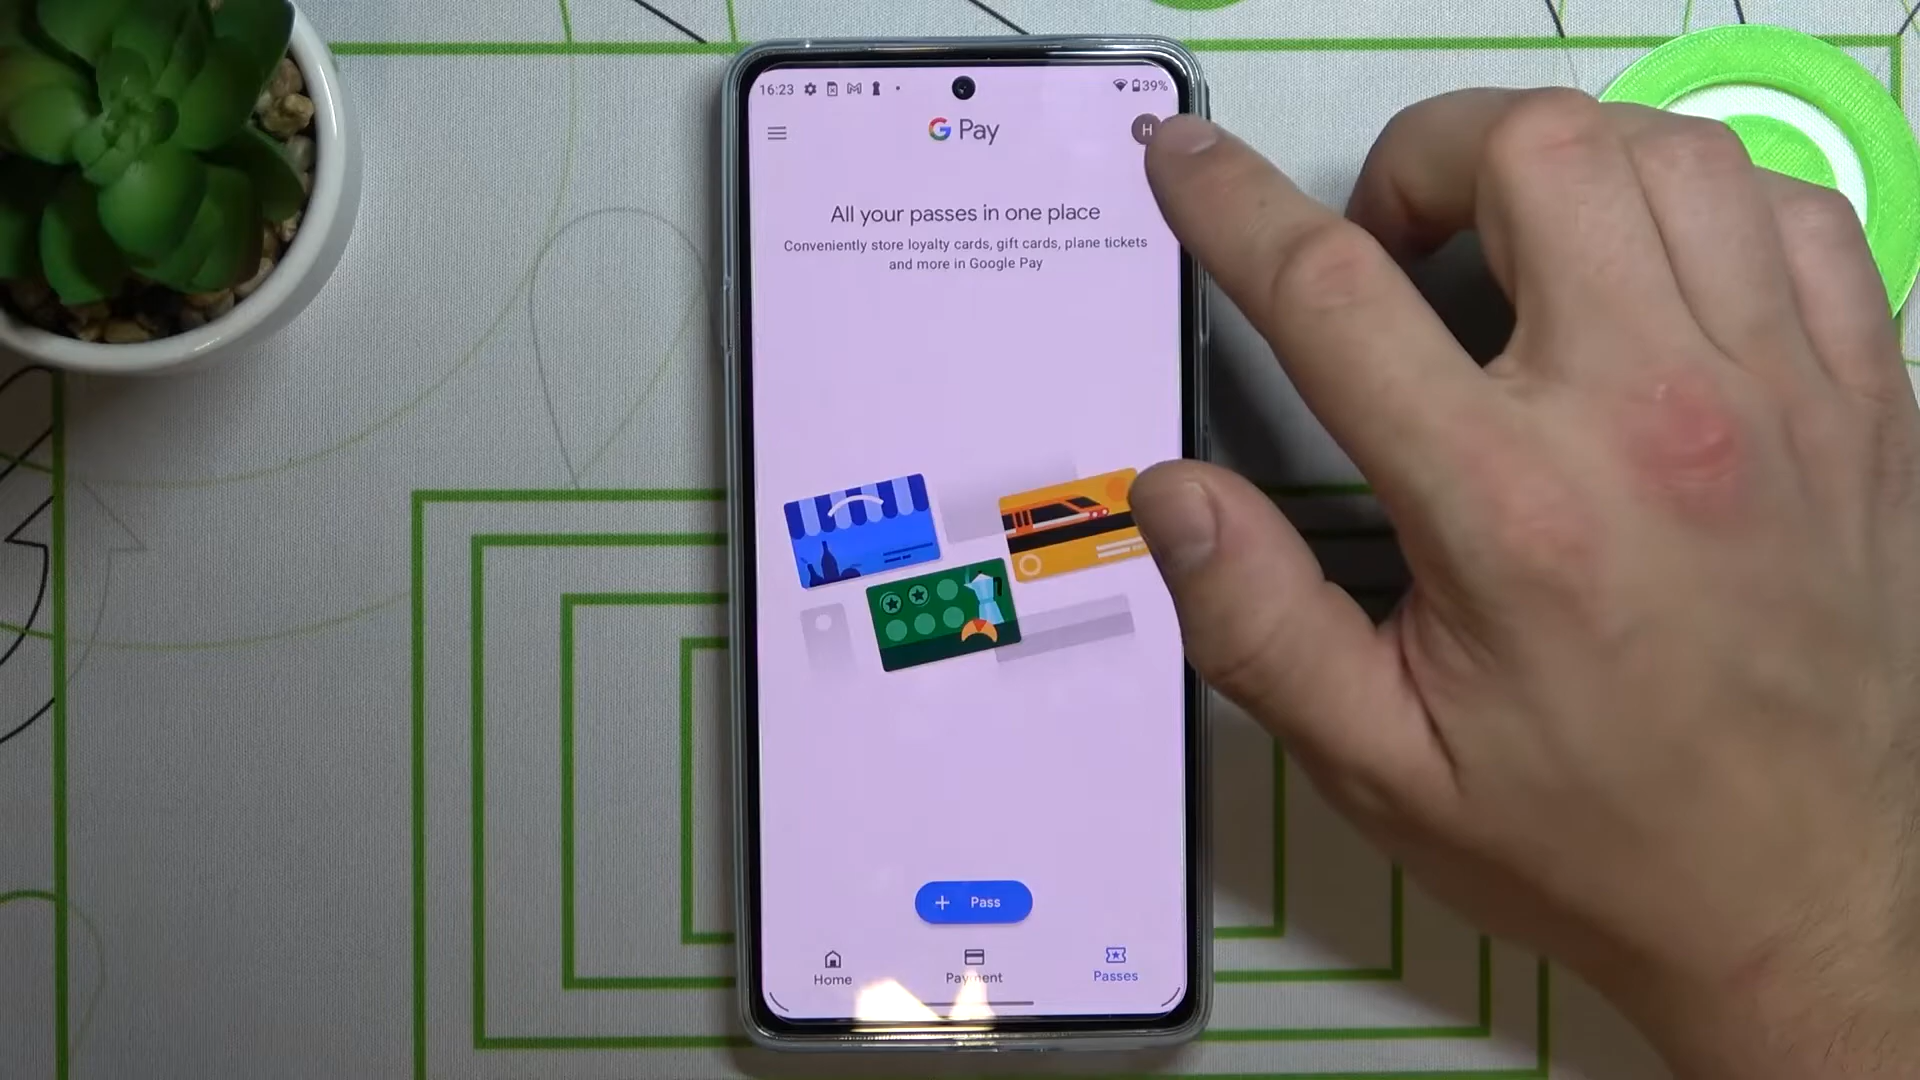 16:23
39%
G Pay
H
All your passes in one place
Conveniently store loyalty cards, gift cards, plane tickets
and more in Google Pay
+ Pass
Home
Payment
Passes